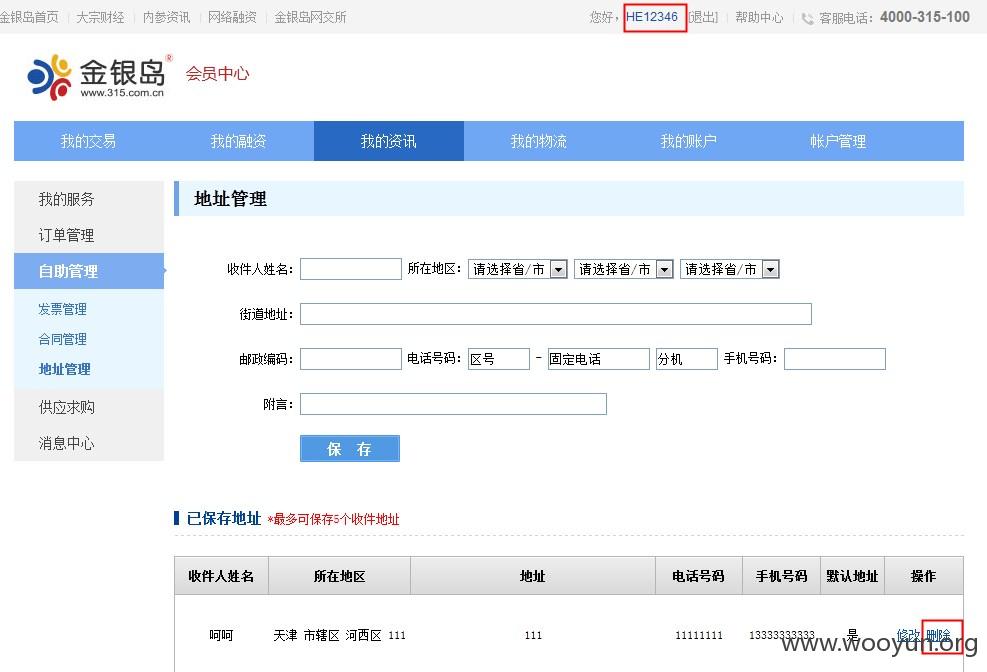 金银岛首页 大宗财经 内参资讯 网络融资 金银岛网交所 您好，HE12346 [退出] 帮助中心 客服电话：4000-315-100
金银岛® 会员中心
www.315.com.cn
我的交易 我的融资 我的资讯 我的物流 我的账户 帐户管理
我的服务
订单管理
自助管理
发票管理
合同管理
地址管理
供应求购
消息中心
地址管理
收件人姓名： 所在地区： 请选择省/市 请选择省/市 请选择省/市
街道地址：
邮政编码： 电话号码： 区号 - 固定电话 分机 手机号码：
附言：
保 存
已保存地址 *最多可保存5个收件地址
收件人姓名 所在地区 地址 电话号码 手机号码 默认地址 操作
呵呵 天津 市辖区 河西区 111 111 11111111 13333333333 是 修改 删除
www.wooyun.org